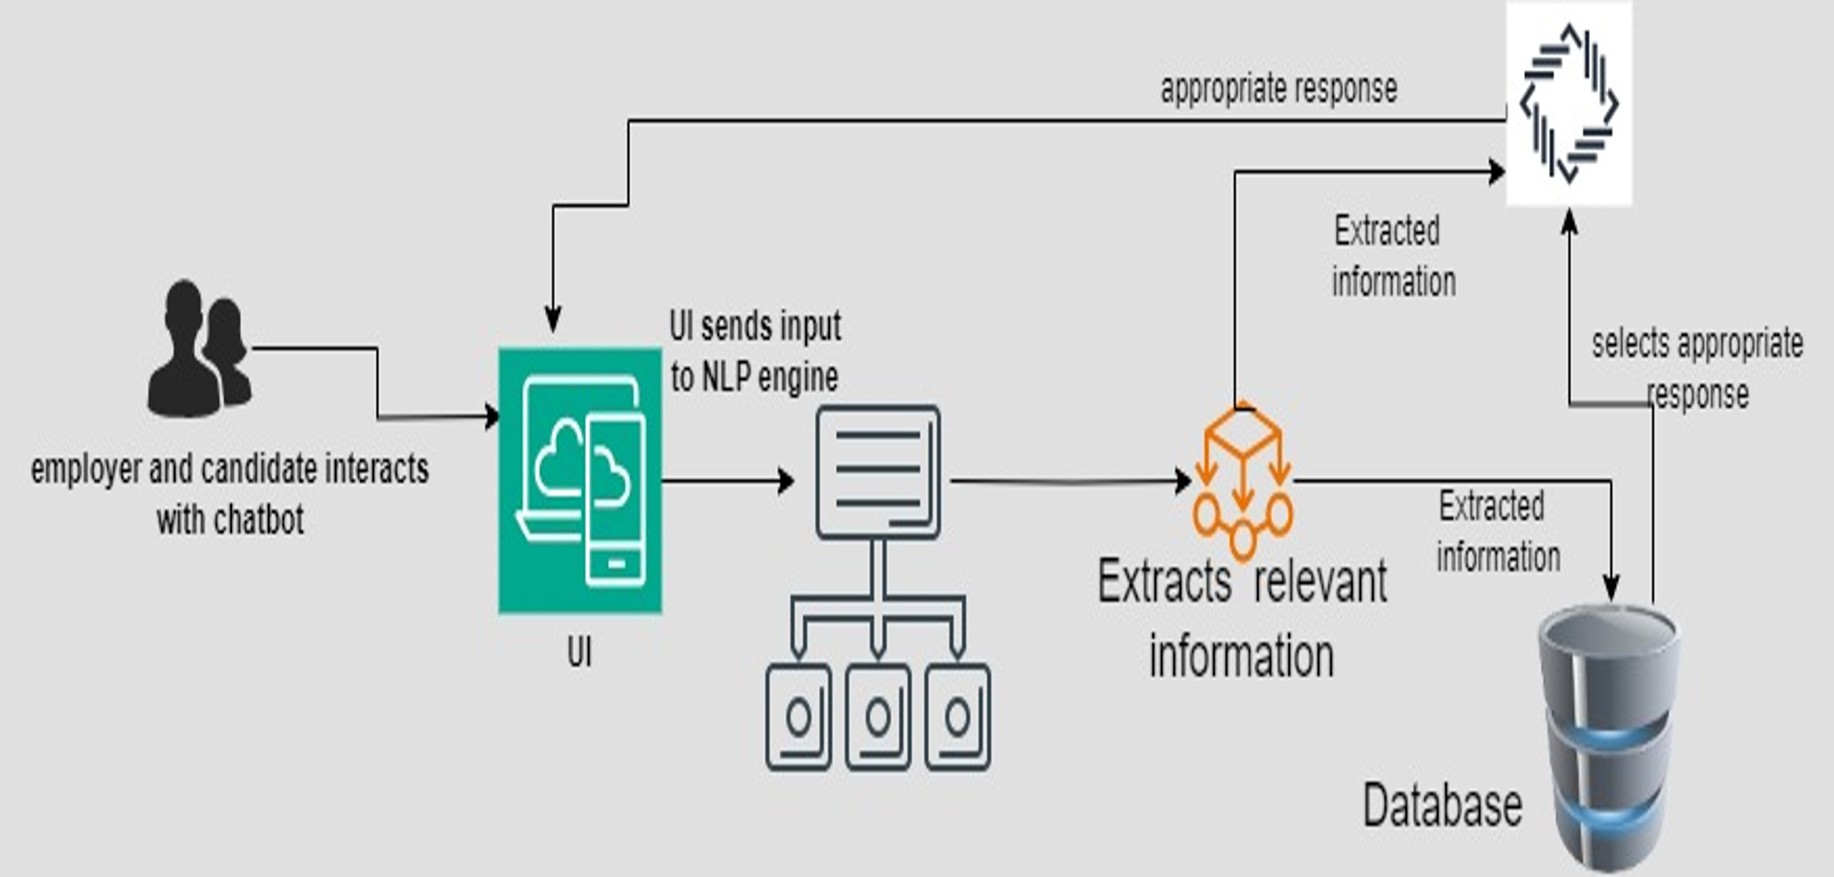 appropriate response
Extracted
information
UI sends input
to NLP engine
selects appropriate
response
employer and candidate interacts
with chatbot
Extracted
information
Extracts relevant
information
UI
Database